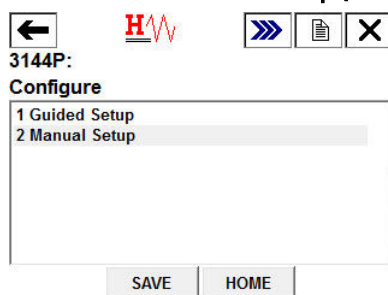 H
3144P:
Configure
1 Guided Setup
2 Manual Setup
SAVE HOME